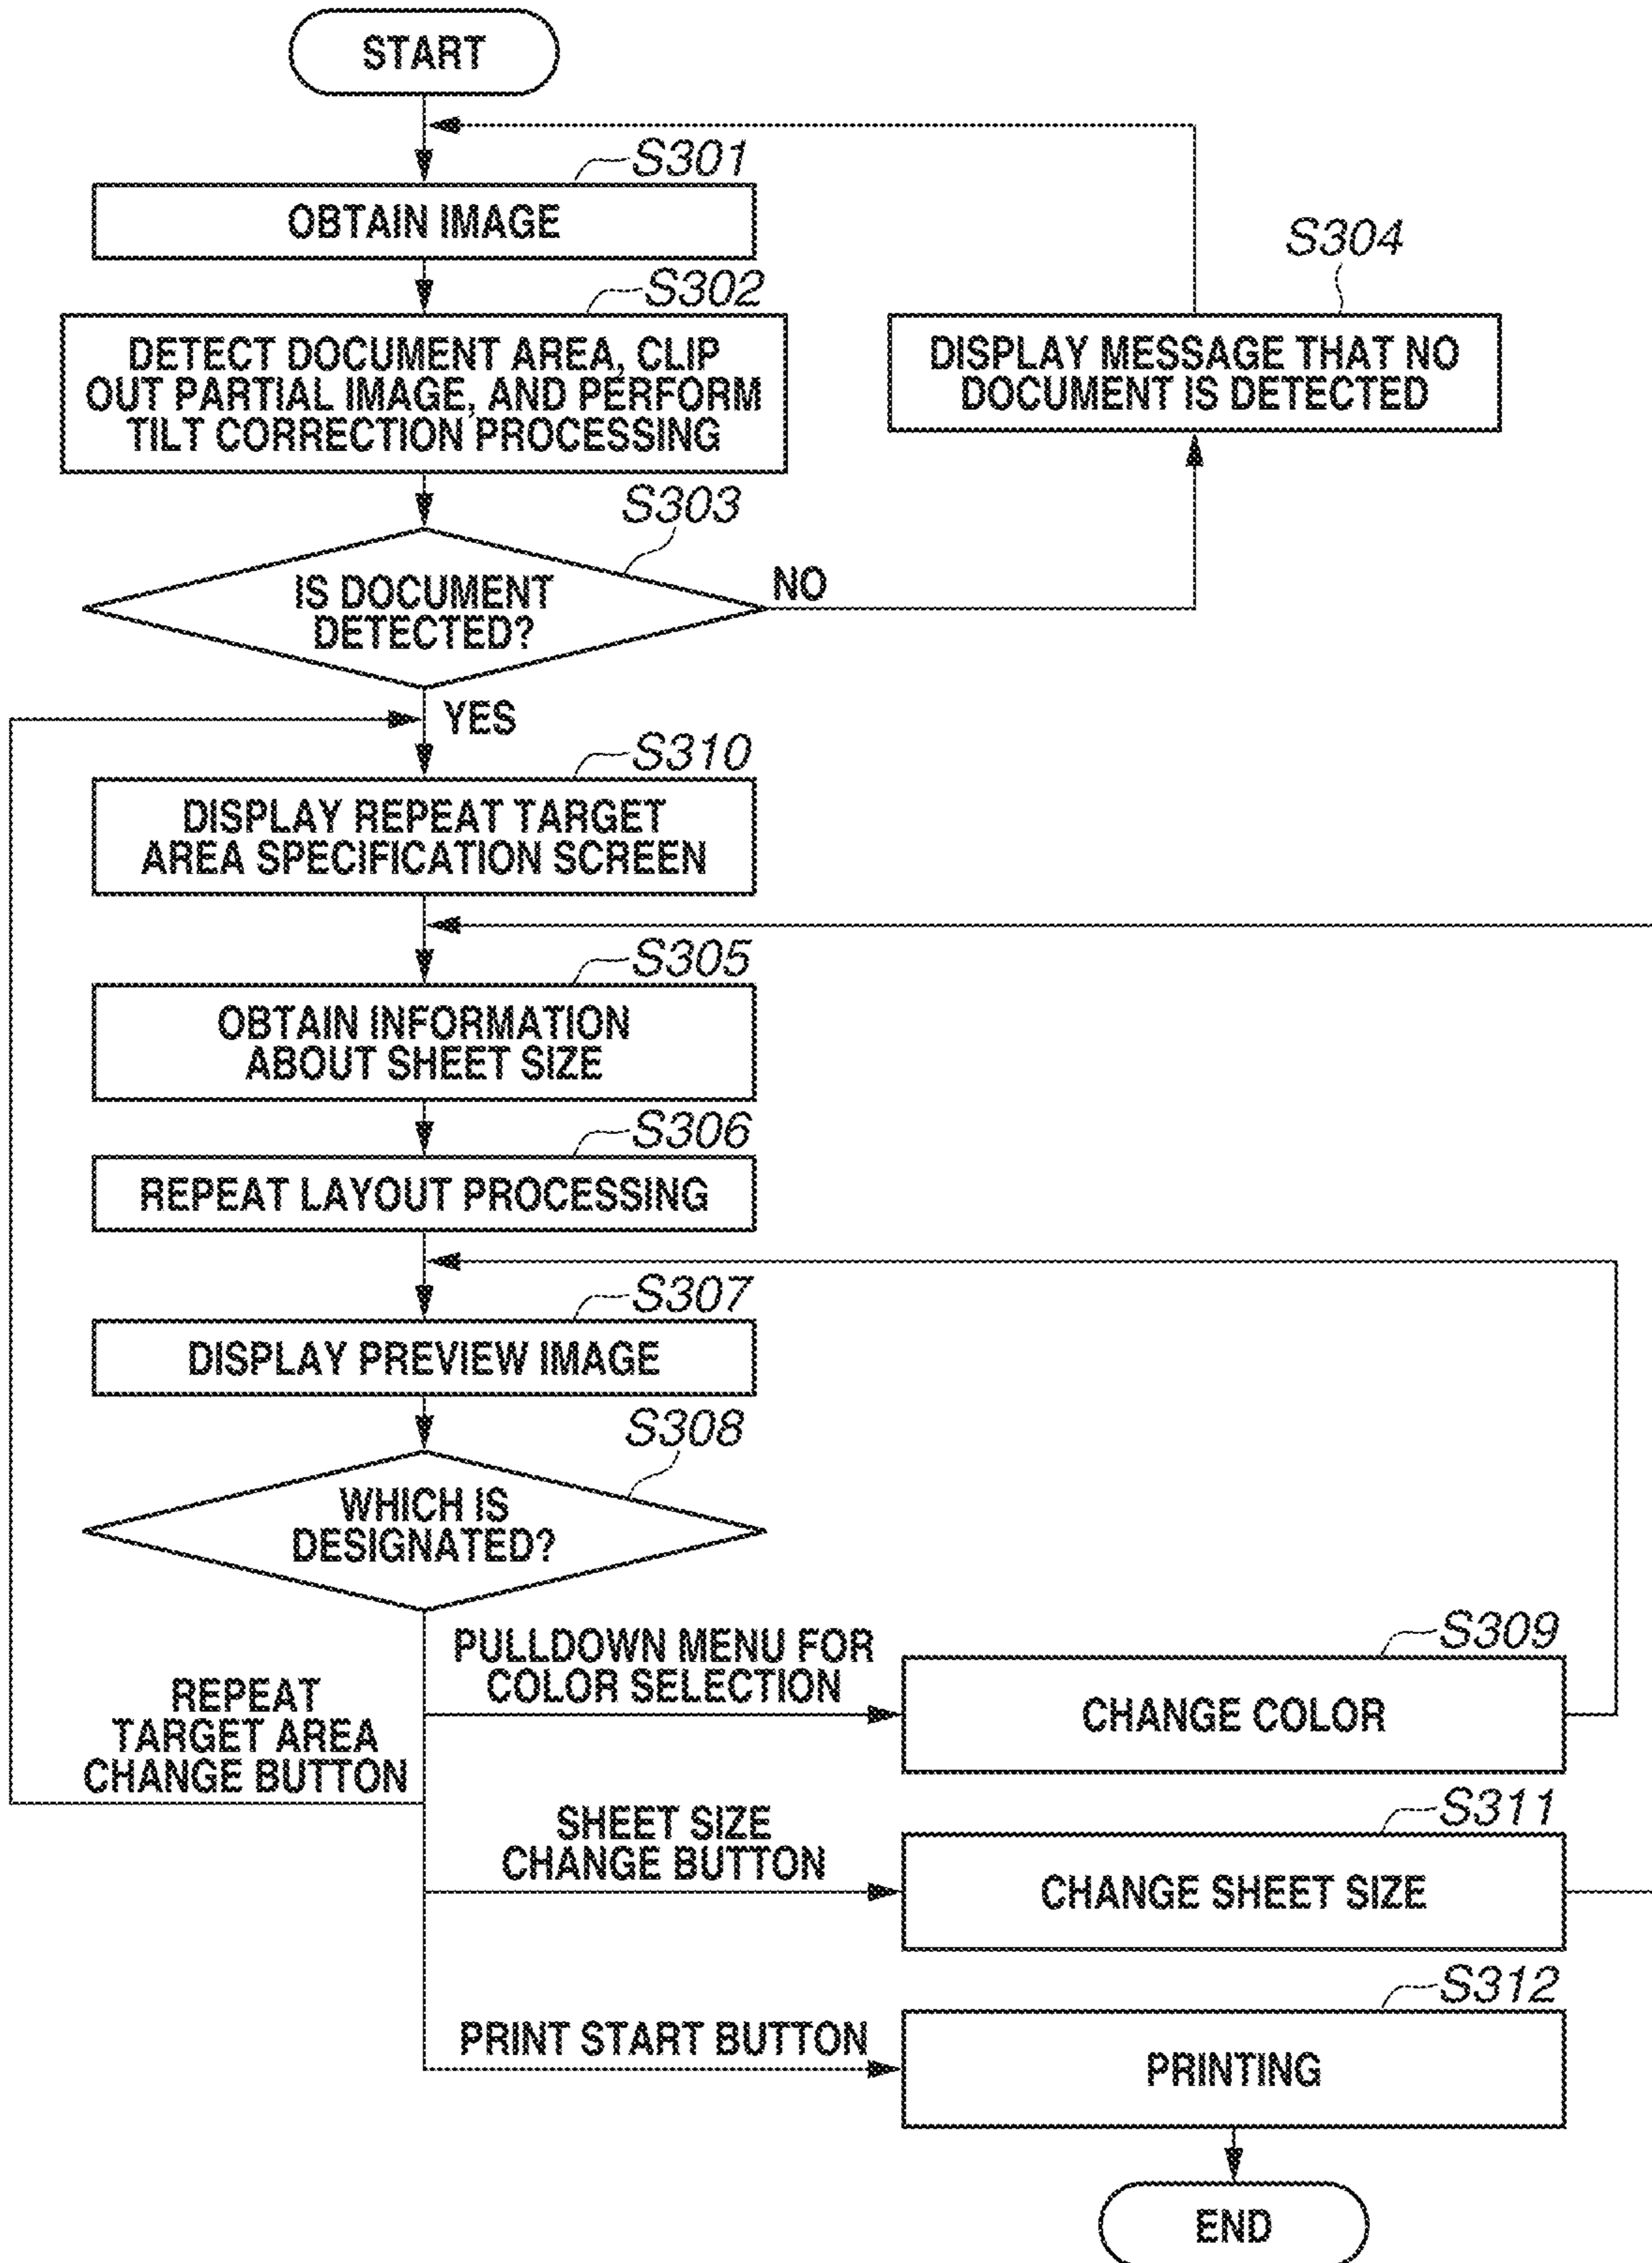 START
S301
OBTAIN IMAGE
S302
DETECT DOCUMENT AREA, CLIP
OUT PARTIAL IMAGE, AND PERFORM
TILT CORRECTION PROCESSING
S304
DISPLAY MESSAGE THAT NO
DOCUMENT IS DETECTED
S303
IS DOCUMENT
DETECTED?
NO
YES
S310
DISPLAY REPEAT TARGET
AREA SPECIFICATION SCREEN
S305
OBTAIN INFORMATION
ABOUT SHEET SIZE
S306
REPEAT LAYOUT PROCESSING
S307
DISPLAY PREVIEW IMAGE
S308
WHICH IS
DESIGNATED?
REPEAT
TARGET AREA
CHANGE BUTTON
PULLDOWN MENU FOR
COLOR SELECTION
S309
CHANGE COLOR
SHEET SIZE
CHANGE BUTTON
S311
CHANGE SHEET SIZE
PRINT START BUTTON
S312
PRINTING
END